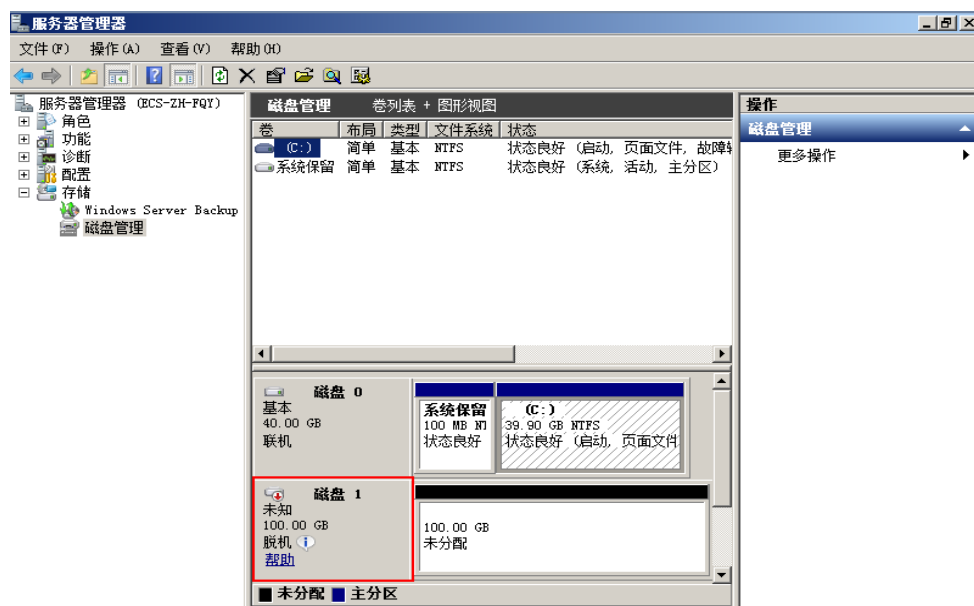 服务器管理器
文件(F) 操作(A) 查看(V) 帮助(H)
服务器管理器 (ECS-ZH-FQY)
角色
功能
诊断
配置
存储
Windows Server Backup
磁盘管理
磁盘管理 卷列表 + 图形视图
卷 布局 类型 文件系统 状态
(C:) 简单 基本 NTFS 状态良好 (启动, 页面文件, 故障
系统保留 简单 基本 NTFS 状态良好 (系统, 活动, 主分区)
磁盘 0
基本
40.00 GB
联机
系统保留
100 MB NT
状态良好
(C:)
39.90 GB NTFS
状态良好 (启动, 页面文件
磁盘 1
未知
100.00 GB
脱机
帮助
100.00 GB
未分配
未分配 主分区
操作
磁盘管理
更多操作